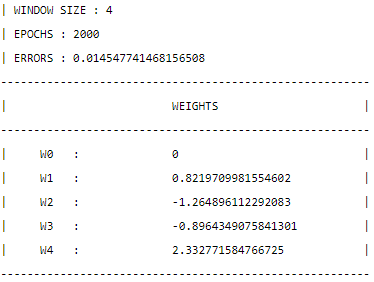 | WINDOW SIZE : 4
| EPOCHS : 2000
| ERRORS : 0.014547741468156508
------------------------------------------------------
| WEIGHTS |
------------------------------------------------------
| W0 : 0 |
| W1 : 0.8219709981554602 |
| W2 : -1.264896112292083 |
| W3 : -0.8964349075841301 |
| W4 : 2.332771584766725 |
------------------------------------------------------